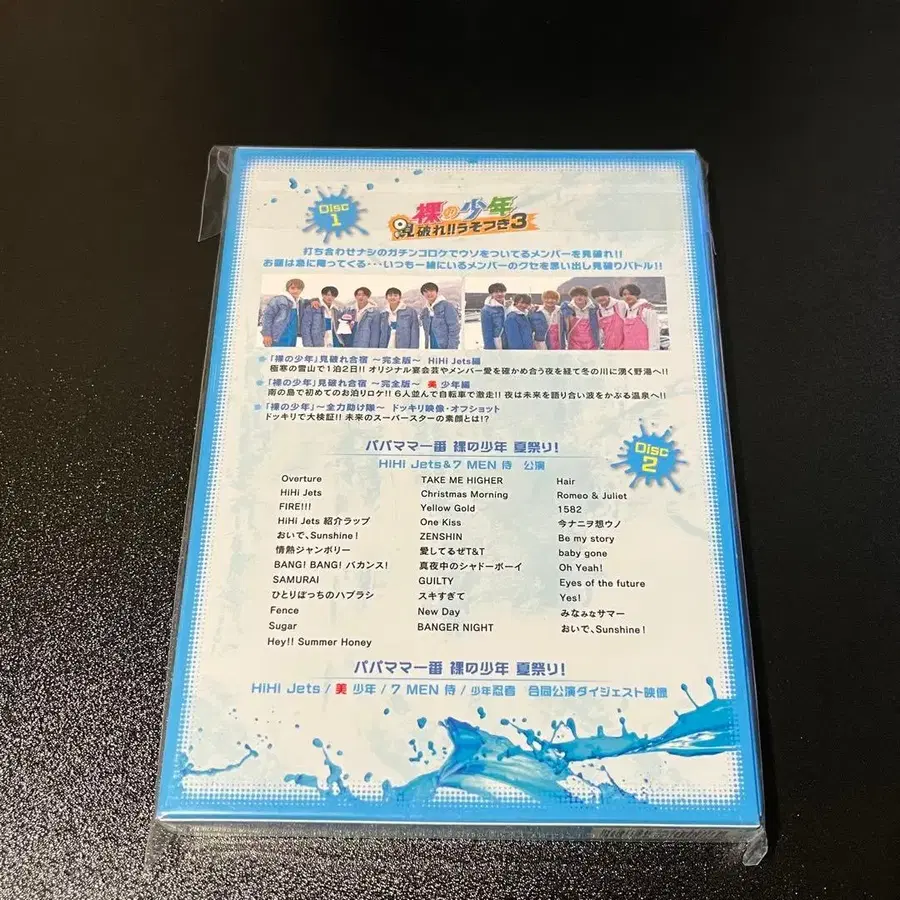 Disc 1
裸の少年
見破れ!!うそつき3
打ち合わせナシのガチンコロケでウソをついてるメンバーを見破れ!!
お題は急に降ってくる・・・いつも一緒にいるメンバーのクセを思い出し見破りバトル!!
「裸の少年」見破れ合宿 ～完全版～ HiHi Jets編
極寒の雪山で1泊2日!! オリジナル宴会芸やメンバー愛を確かめ合う夜を経て冬の川に湧く野湯へ!!
「裸の少年」見破れ合宿 ～完全版～ 美 少年編
南の島で初めてのお泊りロケ!! 6人並んで自転車で激走!! 夜は未来を語り合い波をかぶる温泉へ!!
「裸の少年」～全力助け隊～ ドッキリ映像・オフショット
ドッキリで大検証!! 未来のスーパースターの素顔とは!?
Disc 2
パパママ一番 裸の少年 夏祭り!
HiHi Jets&7 MEN 侍 公演
Overture
HiHi Jets
FIRE!!!
HiHi Jets 紹介ラップ
おいで、Sunshine!
情熱ジャンボリー
BANG! BANG! バカンス!
SAMURAI
ひとりぼっちのハブラシ
Fence
Sugar
Hey!! Summer Honey
TAKE ME HIGHER
Christmas Morning
Yellow Gold
One Kiss
ZENSHIN
愛してるぜT&T
真夜中のシャドーボーイ
GUILTY
スキすぎて
New Day
BANGER NIGHT
Hair
Romeo & Juliet
1582
今ナニヲ想ウノ
Be my story
baby gone
Oh Yeah!
Eyes of the future
Yes!
みなみなサマー
おいで、Sunshine!
パパママ一番 裸の少年 夏祭り!
HiHi Jets / 美 少年 / 7 MEN 侍 / 少年忍者 合同公演ダイジェスト映像